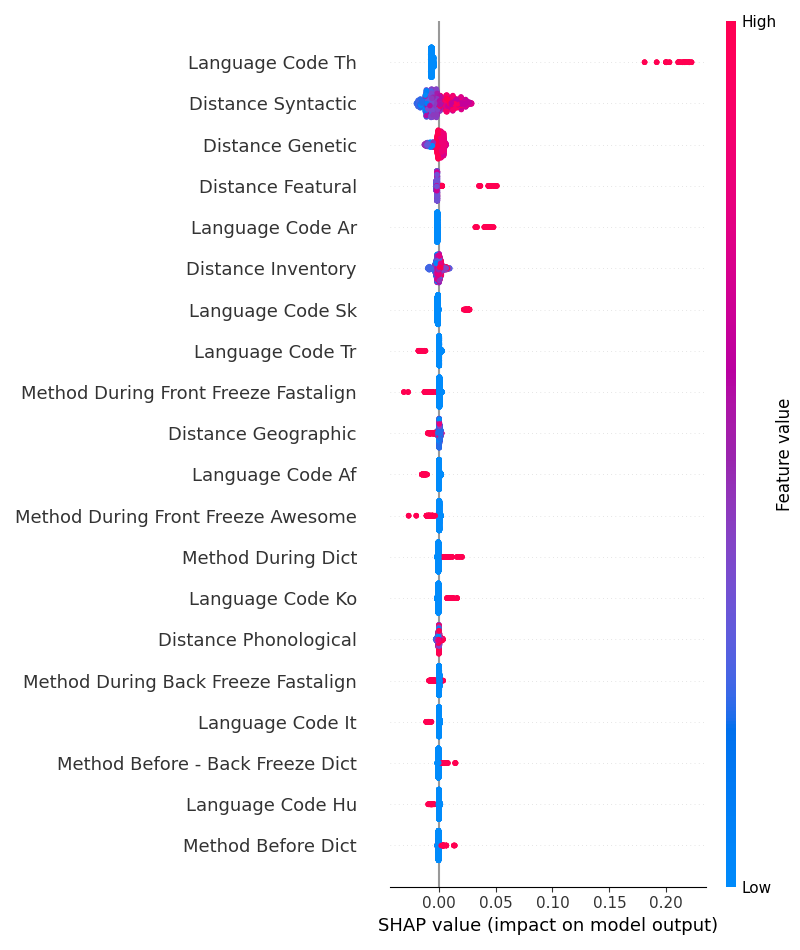 High
Language Code Th
Distance Syntactic
Distance Genetic
Distance Featural
Language Code Ar
Distance Inventory
Language Code Sk
Language Code Tr
Method During Front Freeze Fastalign
Distance Geographic
Language Code Af
Method During Front Freeze Awesome
Method During Dict
Language Code Ko
Distance Phonological
Method During Back Freeze Fastalign
Language Code It
Method Before - Back Freeze Dict
Language Code Hu
Method Before Dict
Feature value
Low
0.00 0.05 0.10 0.15 0.20
SHAP value (impact on model output)